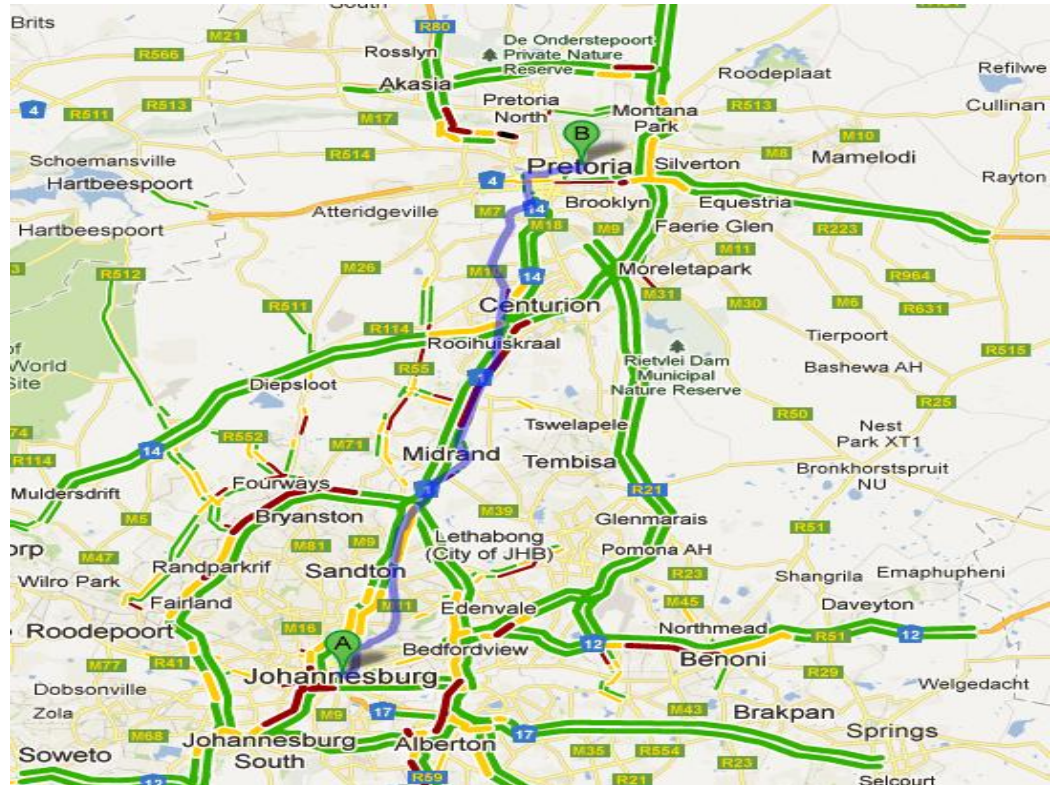 South
Brits
M21
R80
De Onderstepoort
Private Nature
Reserve
Rosslyn
R566
Akasia
Roodeplaat
Refilwe
4
R511
R513
Pretoria
North
Montana
Park
R513
Cullinan
M17
M10
R514
B
Schoemansville
Pretoria
Silverton
M8
Mamelodi
Hartbeespoort
4
Rayton
Atteridgeville
M7
14
Brooklyn
Equestria
Hartbeespoort
M18
M9
Faerie Glen
R223
M11
R512
M26
14
Moreletapark
R964
R511
M31
M30
M6
R631
Centurion
R114
Rooihuiskraal
Tierpoort
of
World
Site
R55
1
Rietvlei Dam
Municipal
Nature Reserve
R515
Diepsloot
Bashewa AH
R25
R50
74
R552
M71
Tswelapele
Nest
Park XT1
14
Midrand
Tembisa
R114
Bronkhorstspruit
NU
Muldersdrift
Fourways
1
R21
M5
Bryanston
M39
Glenmarais
R51
orp
M81
M9
Lethabong
(City of JHB)
Pomona AH
M47
Randparkrif
Sandton
R23
Shangrila
Emaphupheni
Wilro Park
Fairland
M11
Edenvale
M45
Daveyton
Roodepoort
M16
A
Northmead
R51
12
12
M77
R41
Bedfordview
Benoni
R29
Johannesburg
Welgedacht
Dobsonville
Zola
M9
17
M43
Brakpan
M68
Johannesburg
South
Alberton
17
Springs
Soweto
M35
R554
R23
12
R59
R21
Selcourt